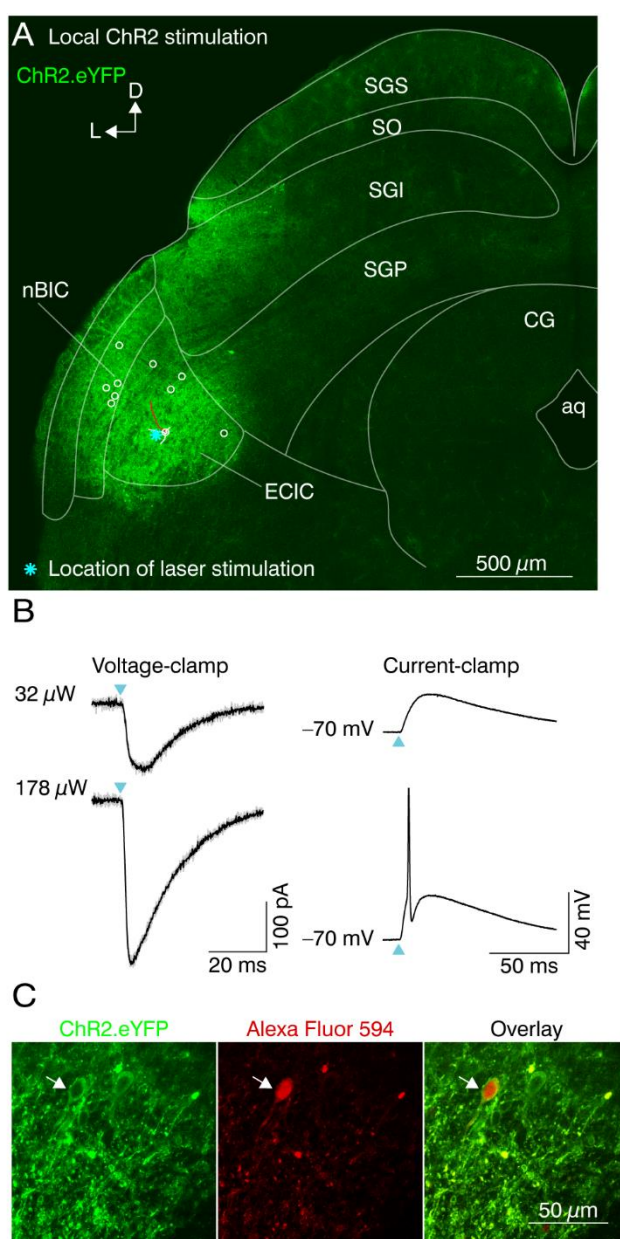 A Local ChR2 stimulation
ChR2.eYFP
D
L
SGS
SO
SGI
SGP
nBIC
CG
aq
ECIC
Location of laser stimulation
500 µm
B
Voltage-clamp Current-clamp
32 µW
−70 mV
178 µW
−70 mV
100 pA
20 ms
40 mV
50 ms
C
ChR2.eYFP Alexa Fluor 594 Overlay
50 µm